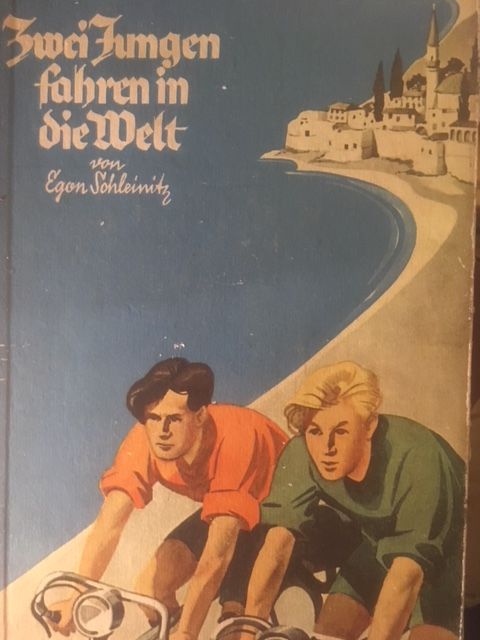 Zwei Jungen
fahren in
die Welt
von
Egon Schleinitz